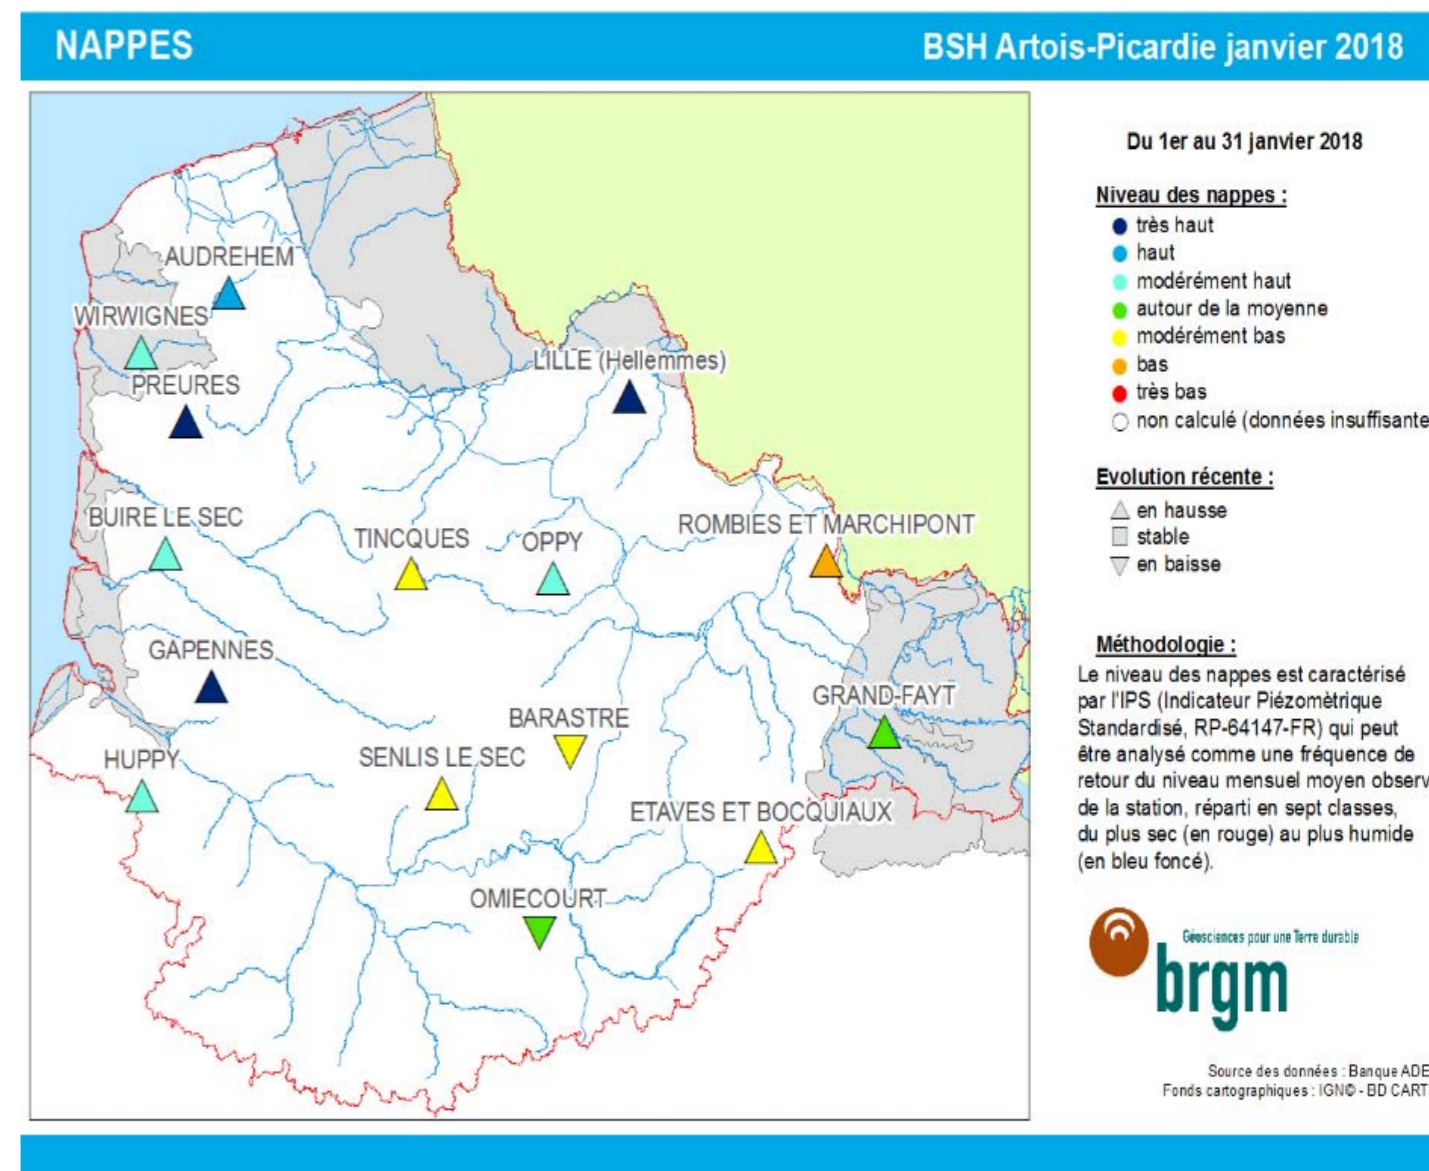 NAPPES
BSH Artois-Picardie janvier 2018
AUDREHEM
WIRWIGNES
PREURES
LILLE (Hellemmes)
BUIRE LE SEC
TINCQUES
OPPY
ROMBIES ET MARCHIPONT
GAPENNES
GRAND-FAYT
BARASTRE
HUPPY
SENLIS LE SEC
ETAVES ET BOCQUIAUX
OMIECOURT
Du 1er au 31 janvier 2018
Niveau des nappes :
très haut
haut
modérément haut
autour de la moyenne
modérément bas
bas
très bas
non calculé (données insuffisante
Evolution récente :
en hausse
stable
en baisse
Méthodologie :
Le niveau des nappes est caractérisé
par l'IPS (Indicateur Piézomètrique
Standardisé, RP-64147-FR) qui peut
être analysé comme une fréquence de
retour du niveau mensuel moyen observ
de la station, réparti en sept classes,
du plus sec (en rouge) au plus humide
(en bleu foncé).
Géosciences pour une Terre durable
brgm
Source des données : Banque ADE
Fonds cartographiques : IGN© - BD CART